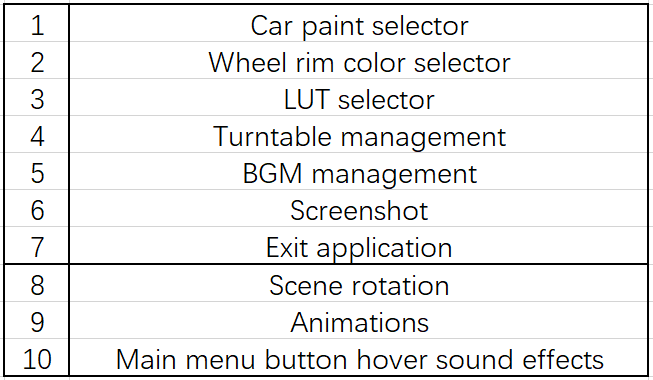 1 Car paint selector
2 Wheel rim color selector
3 LUT selector
4 Turntable management
5 BGM management
6 Screenshot
7 Exit application
8 Scene rotation
9 Animations
10 Main menu button hover sound effects